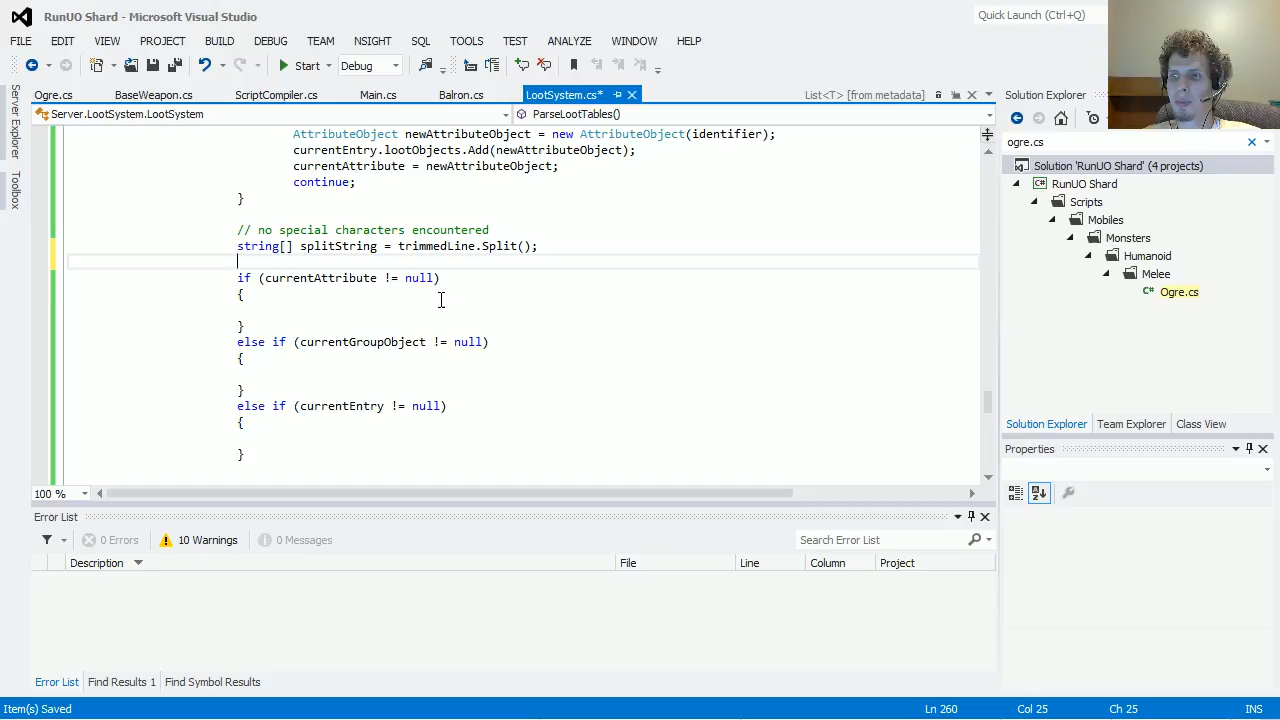 RunUO Shard - Microsoft Visual Studio
Quick Launch (Ctrl+Q)
FILE EDIT VIEW PROJECT BUILD DEBUG TEAM NSIGHT SQL TOOLS TEST ANALYZE WINDOW HELP
Start Debug
Server Explorer
Toolbox
Ogre.cs BaseWeapon.cs ScriptCompiler.cs Main.cs Balron.cs LootSystem.cs* List<T> [from metadata]
Server.LootSystem.LootSystem ParseLootTables()
AttributeObject newAttributeObject = new AttributeObject(identifier);
currentEntry.lootObjects.Add(newAttributeObject);
currentAttribute = newAttributeObject;
continue;
}
// no special characters encountered
string[] splitString = trimmedLine.Split();
if (currentAttribute != null)
{
}
else if (currentGroupObject != null)
{
}
else if (currentEntry != null)
{
}
100 %
Solution Explorer
ogre.cs
Solution 'RunUO Shard' (4 projects)
RunUO Shard
Scripts
Mobiles
Monsters
Humanoid
Melee
Ogre.cs
Solution Explorer Team Explorer Class View
Properties
Error List
0 Errors 10 Warnings 0 Messages
Search Error List
Description File Line Column Project
Error List Find Results 1 Find Symbol Results
Item(s) Saved Ln 260 Col 25 Ch 25 INS